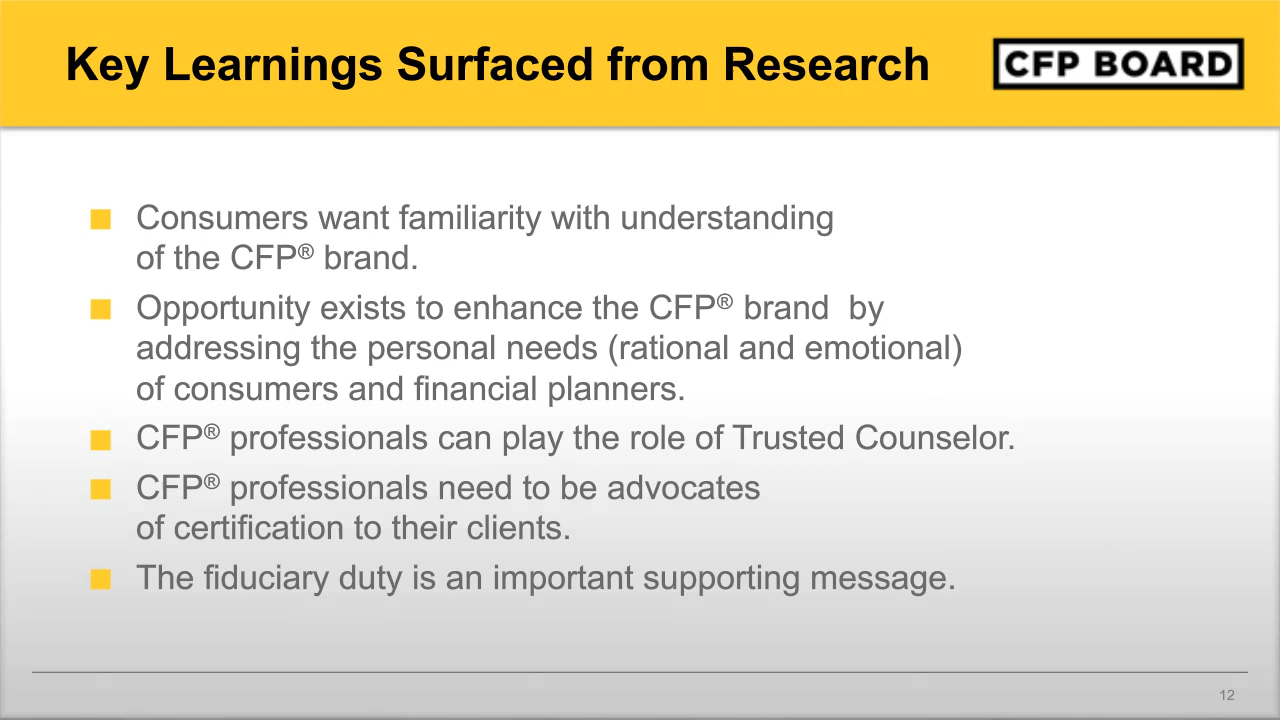 Key Learnings Surfaced from Research
CFP BOARD
Consumers want familiarity with understanding
of the CFP® brand.
Opportunity exists to enhance the CFP® brand  by
addressing the personal needs (rational and emotional)
of consumers and financial planners.
CFP® professionals can play the role of Trusted Counselor.
CFP® professionals need to be advocates
of certification to their clients.
The fiduciary duty is an important supporting message.
12